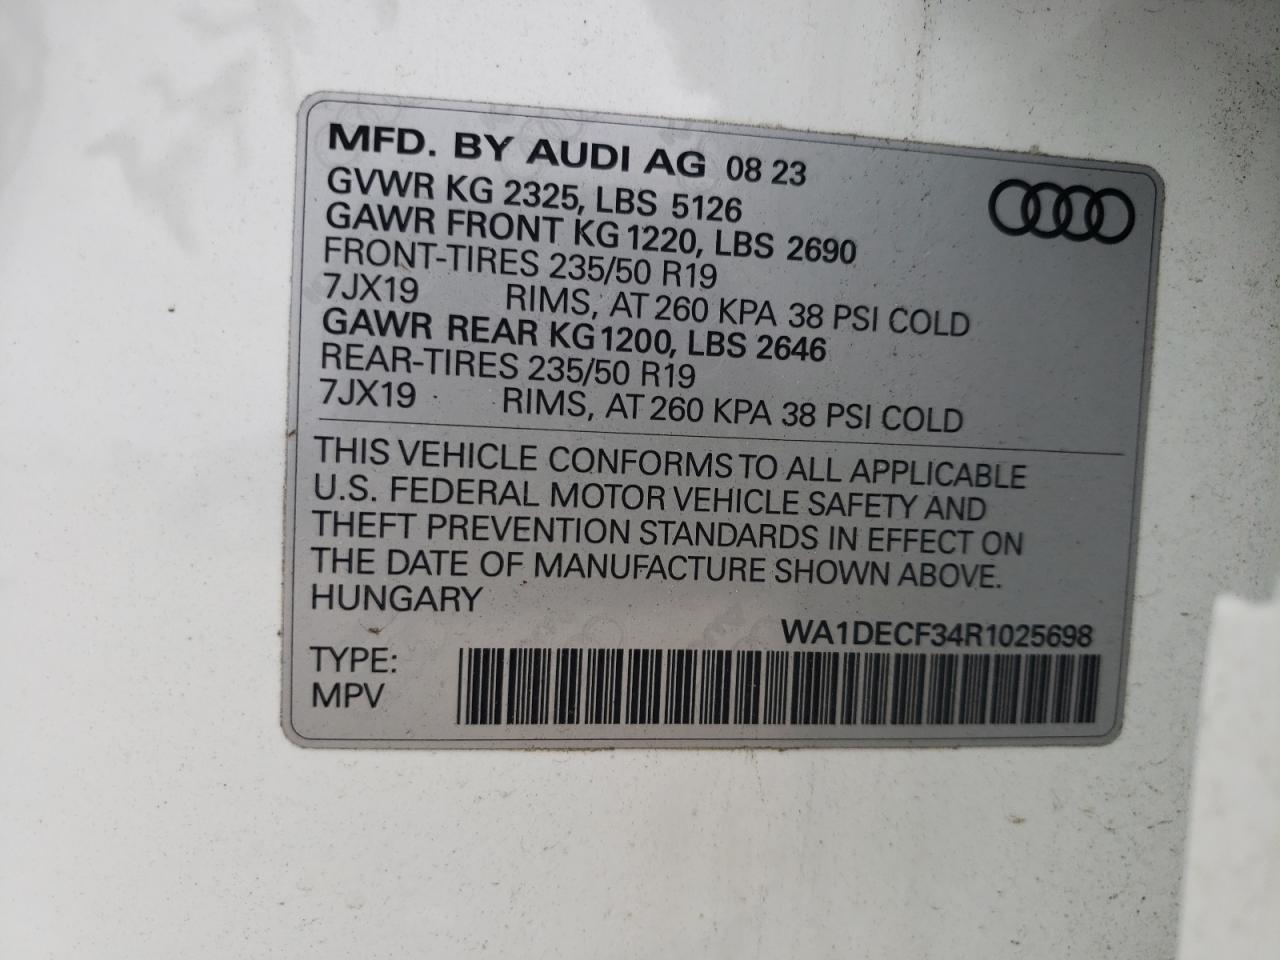 MFD. BY AUDI AG 08 23
GVWR KG 2325, LBS 5126
GAWR FRONT KG 1220, LBS 2690
FRONT-TIRES 235/50 R19
7JX19 RIMS, AT 260 KPA 38 PSI COLD
GAWR REAR KG 1200, LBS 2646
REAR-TIRES 235/50 R19
7JX19 RIMS, AT 260 KPA 38 PSI COLD
THIS VEHICLE CONFORMS TO ALL APPLICABLE
U.S. FEDERAL MOTOR VEHICLE SAFETY AND
THEFT PREVENTION STANDARDS IN EFFECT ON
THE DATE OF MANUFACTURE SHOWN ABOVE.
HUNGARY
WA1DECF34R1025698
TYPE:
MPV